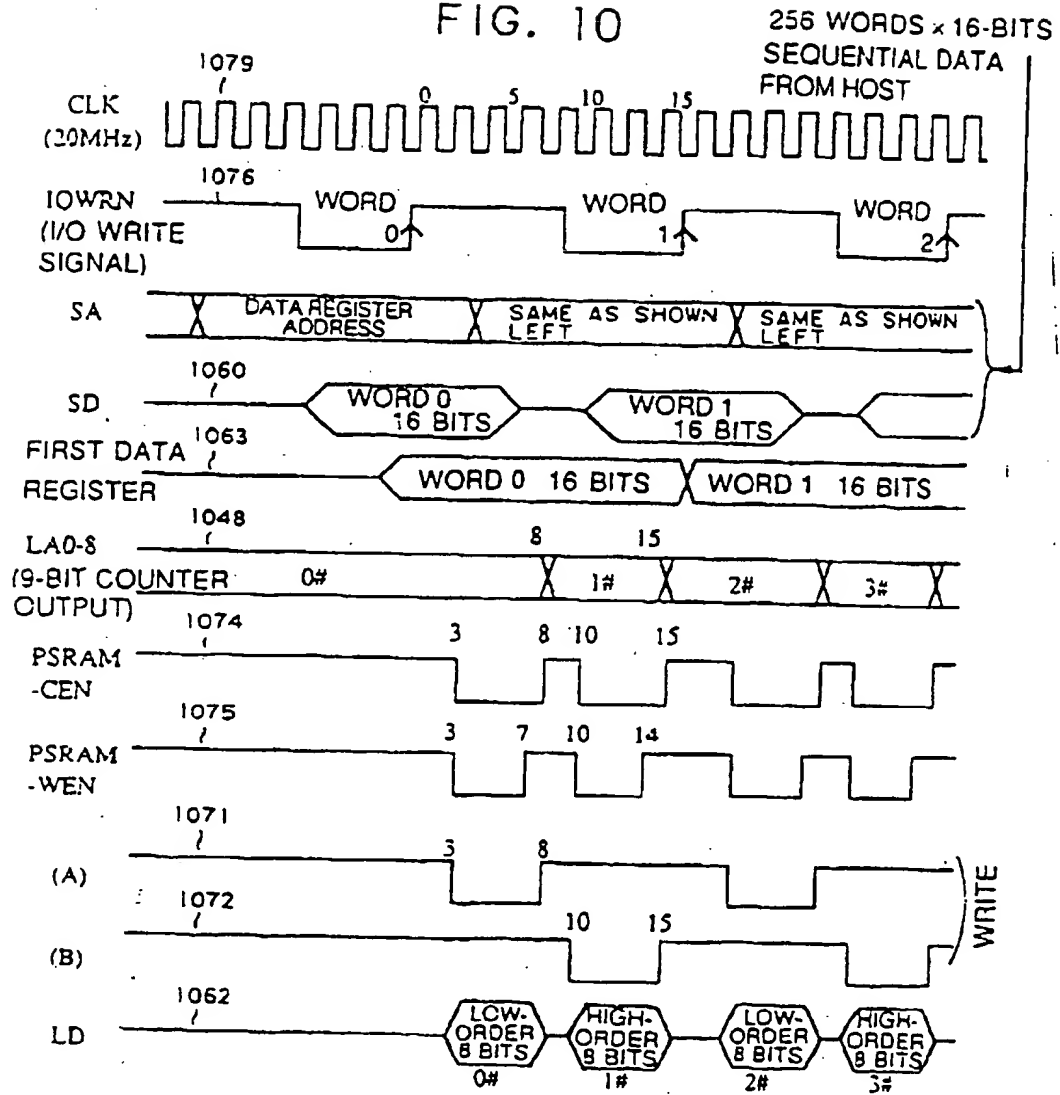 FIG. 10
256 WORDS × 16-BITS
SEQUENTIAL DATA
FROM HOST
1079
CLK
(20MHz)
0 5 10 15
1076
IOWRN
(I/O WRITE
SIGNAL)
WORD
0
WORD
1
WORD
2
SA
DATA REGISTER
ADDRESS
SAME AS SHOWN
LEFT
SAME AS SHOWN
LEFT
1060
SD
WORD 0
16 BITS
WORD 1
16 BITS
1063
FIRST DATA
REGISTER
WORD 0 16 BITS
WORD 1 16 BITS
1048
LA0-8
(9-BIT COUNTER
OUTPUT)
8 15
0# 1# 2# 3#
1074
PSRAM
-CEN
3 8 10 15
1075
PSRAM
-WEN
3 7 10 14
1071
(A)
3 8
1072
(B)
10 15
WRITE
1062
LD
LOW-
ORDER
8 BITS
0#
HIGH-
ORDER
8 BITS
1#
LOW-
ORDER
8 BITS
2#
HIGH-
ORDER
8 BITS
3#